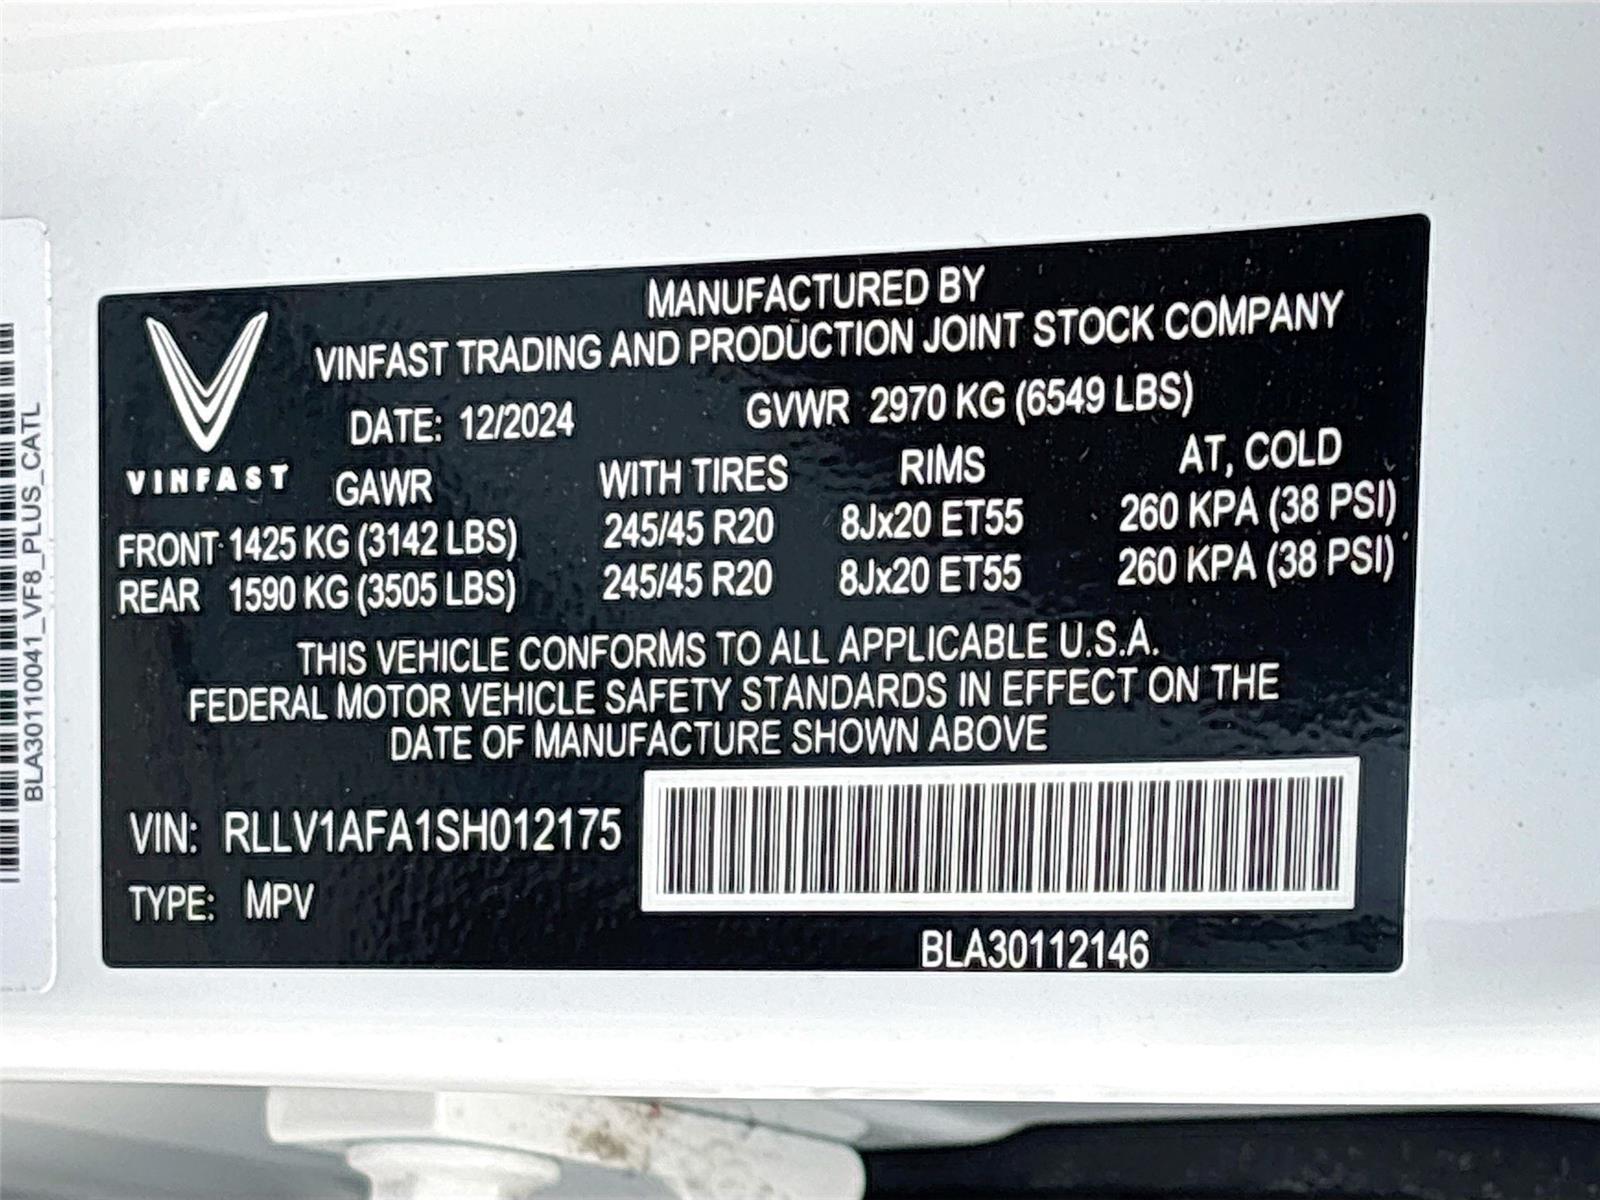 MANUFACTURED BY
VINFAST TRADING AND PRODUCTION JOINT STOCK COMPANY
VINFAST
DATE: 12/2024 GVWR 2970 KG (6549 LBS)
GAWR WITH TIRES RIMS AT, COLD
FRONT 1425 KG (3142 LBS) 245/45 R20 8Jx20 ET55 260 KPA (38 PSI)
REAR 1590 KG (3505 LBS) 245/45 R20 8Jx20 ET55 260 KPA (38 PSI)
THIS VEHICLE CONFORMS TO ALL APPLICABLE U.S.A.
FEDERAL MOTOR VEHICLE SAFETY STANDARDS IN EFFECT ON THE
DATE OF MANUFACTURE SHOWN ABOVE
VIN: RLLV1AFA1SH012175
TYPE: MPV
BLA30112146
BLA30110041_VF8_PLUS_CATL